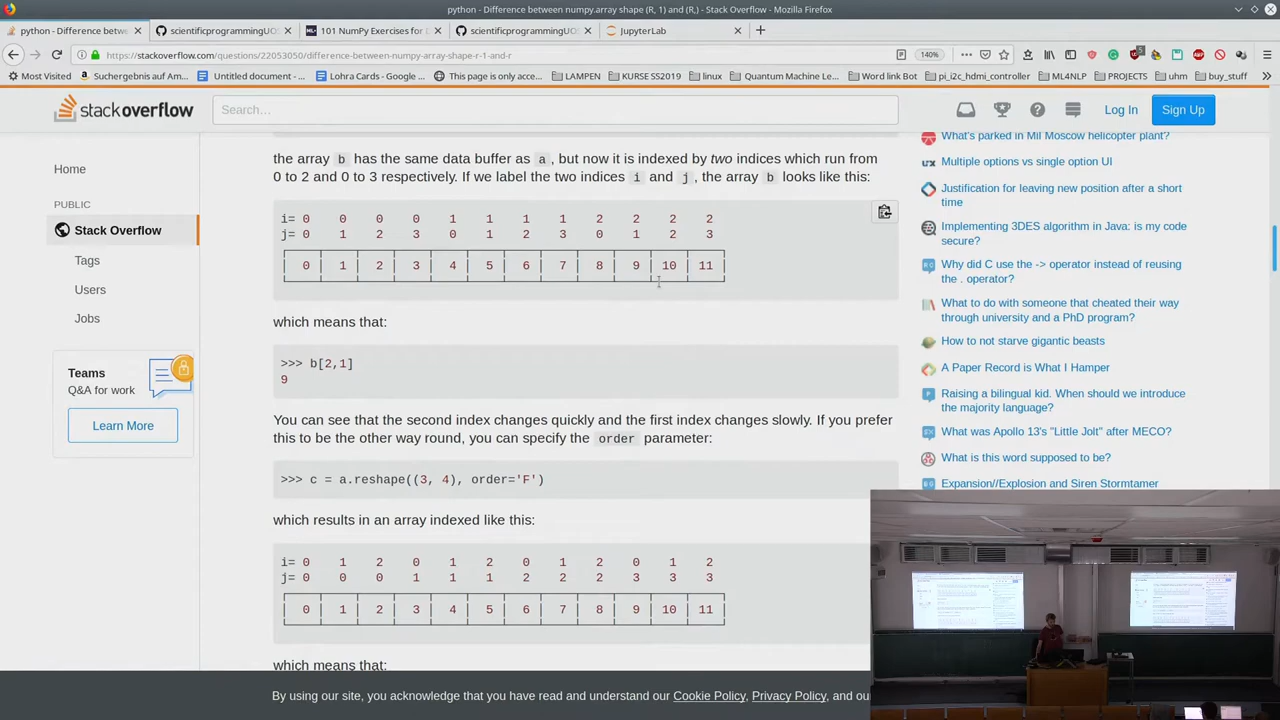 python - Difference between numpy.array shape (R, 1) and (R,) - Stack Overflow - Mozilla Firefox
python - Difference betw
scientificprogrammingUO
101 NumPy Exercises for
scientificprogrammingUO
JupyterLab
https://stackoverflow.com/questions/22053050/difference-between-numpy-array-shape-r-1-and-r
140%
Most Visited
Suchergebnis auf Am...
Untitled document - ...
Lohra Cards - Google ...
This page is only acce...
LAMPEN
KURSE SS2019
linux
Quantum Machine Le...
Word link Bot
pi_i2c_hdmi_controller
ML4NLP
PROJECTS
uhm
buy_stuff
stack overflow
Search...
Log In
Sign Up
Home
PUBLIC
Stack Overflow
Tags
Users
Jobs
Teams
Q&A for work
Learn More
the array b has the same data buffer as a, but now it is indexed by two indices which run from
0 to 2 and 0 to 3 respectively. If we label the two indices i and j, the array b looks like this:
i= 0 0 0 0 1 1 1 1 2 2 2 2
j= 0 1 2 3 0 1 2 3 0 1 2 3
0 1 2 3 4 5 6 7 8 9 10 11
which means that:
>>> b[2,1]
9
You can see that the second index changes quickly and the first index changes slowly. If you prefer
this to be the other way round, you can specify the order parameter:
>>> c = a.reshape((3, 4), order='F')
which results in an array indexed like this:
i= 0 1 2 0 1 2 0 1 2 0 1 2
j= 0 0 0 1 1 1 2 2 2 3 3 3
0 1 2 3 4 5 6 7 8 9 10 11
which means that:
What's parked in Mil Moscow helicopter plant?
Multiple options vs single option UI
Justification for leaving new position after a short
time
Implementing 3DES algorithm in Java: is my code
secure?
Why did C use the -> operator instead of reusing
the . operator?
What to do with someone that cheated their way
through university and a PhD program?
How to not starve gigantic beasts
A Paper Record is What I Hamper
Raising a bilingual kid. When should we introduce
the majority language?
What was Apollo 13's "Little Jolt" after MECO?
What is this word supposed to be?
Expansion//Explosion and Siren Stormtamer
By using our site, you acknowledge that you have read and understand our Cookie Policy, Privacy Policy, and our